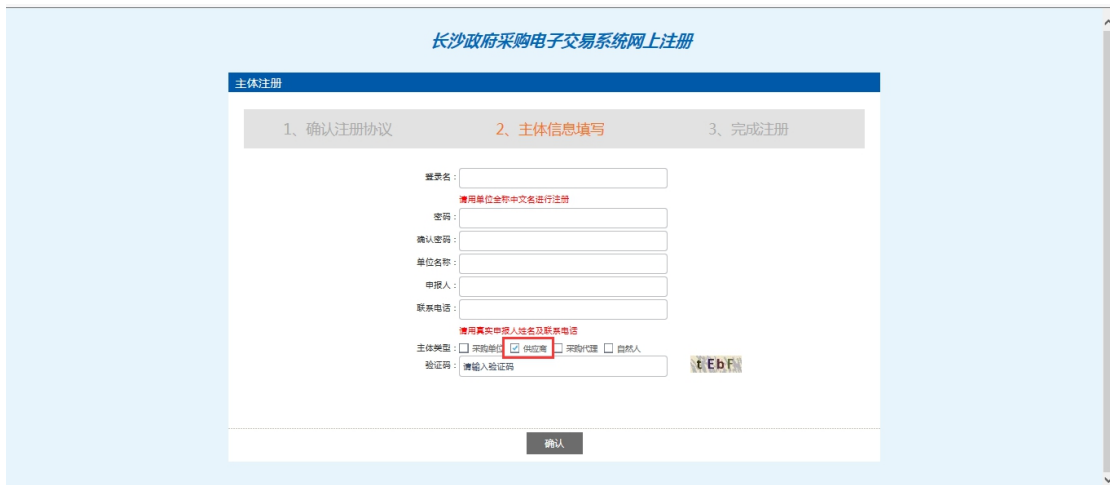 长沙政府采购电子交易系统网上注册
主体注册
1、确认注册协议 2、主体信息填写 3、完成注册
登录名：
请用单位全称中文名进行注册
密码：
确认密码：
单位名称：
申报人：
联系电话：
请用真实申报人姓名及联系电话
主体类型： 采购单位 供应商 采购代理 自然人
验证码： 请输入验证码 tEbF
确认